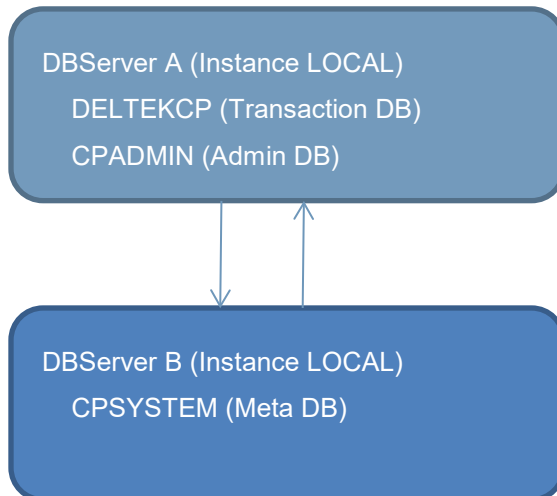 DBServer A (Instance LOCAL)
DELTEKCP (Transaction DB)
CPADMIN (Admin DB)
DBServer B (Instance LOCAL)
CPSYSTEM (Meta DB)